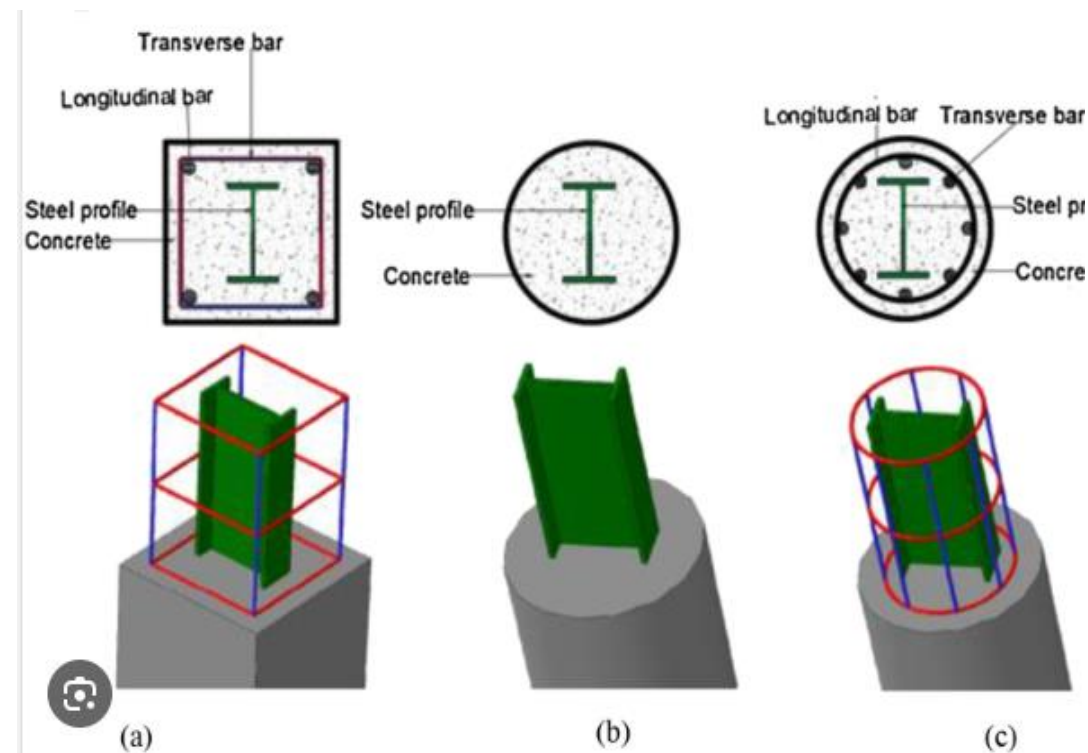 Transverse bar
Longitudinal bar
Steel profile
Concrete
Steel profile
Concrete
Longitudinal bar
Transverse bar
Steel pr
Concre
(a)
(b)
(c)